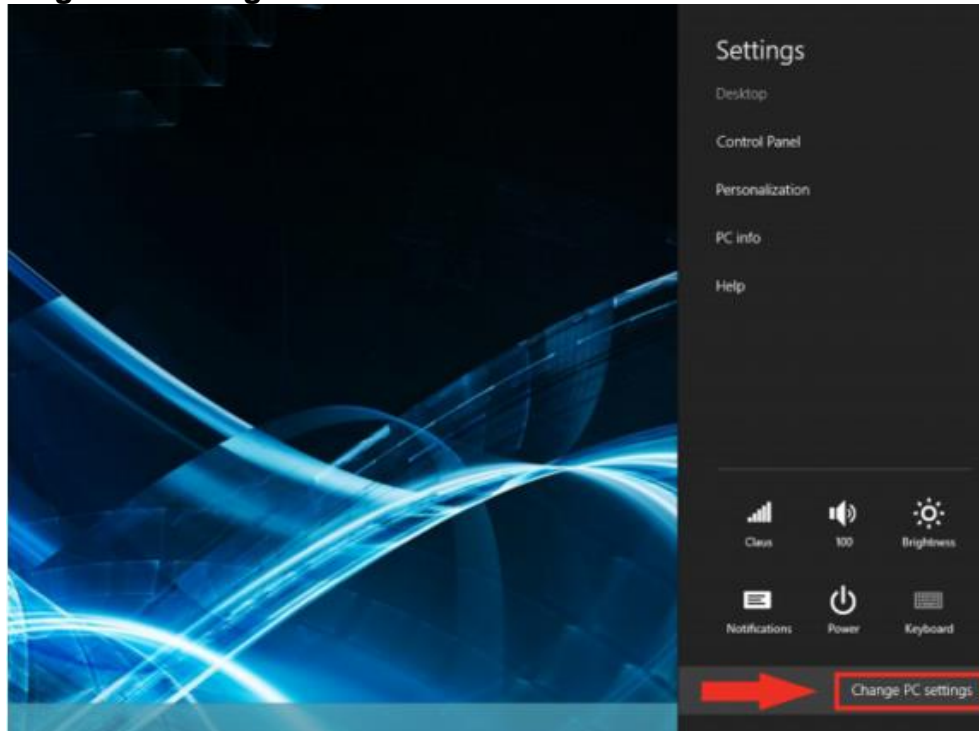 Settings
Desktop
Control Panel
Personalization
PC info
Help
Claus 100 Brightness
Notifications Power Keyboard
Change PC settings